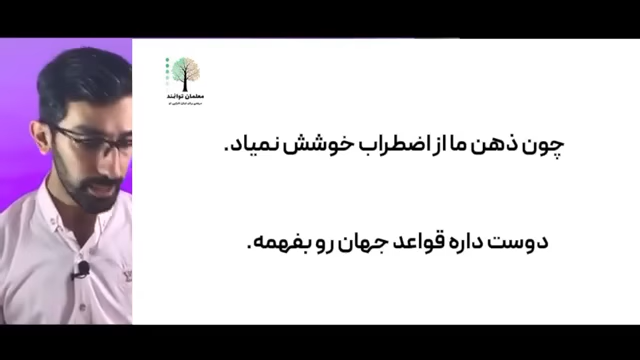 معلمان توانمند
چون ذهن ما از اضطراب خوشش نمیاد.
دوست داره قواعد جهان رو بفهمه.